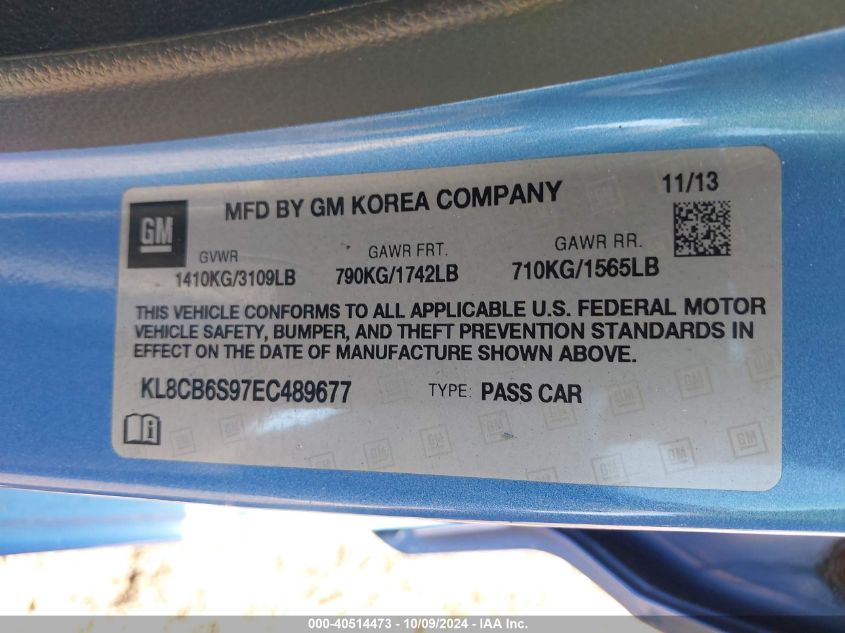 GM
MFD BY GM KOREA COMPANY
11/13
GVWR
GAWR FRT.
GAWR RR.
1410KG/3109LB
790KG/1742LB
710KG/1565LB
THIS VEHICLE CONFORMS TO ALL APPLICABLE U.S. FEDERAL MOTOR
VEHICLE SAFETY, BUMPER, AND THEFT PREVENTION STANDARDS IN
EFFECT ON THE DATE OF MANUFACTURE SHOWN ABOVE.
KL8CB6S97EC489677
TYPE: PASS CAR
000-40514473 - 10/09/2024 - IAAI Inc.